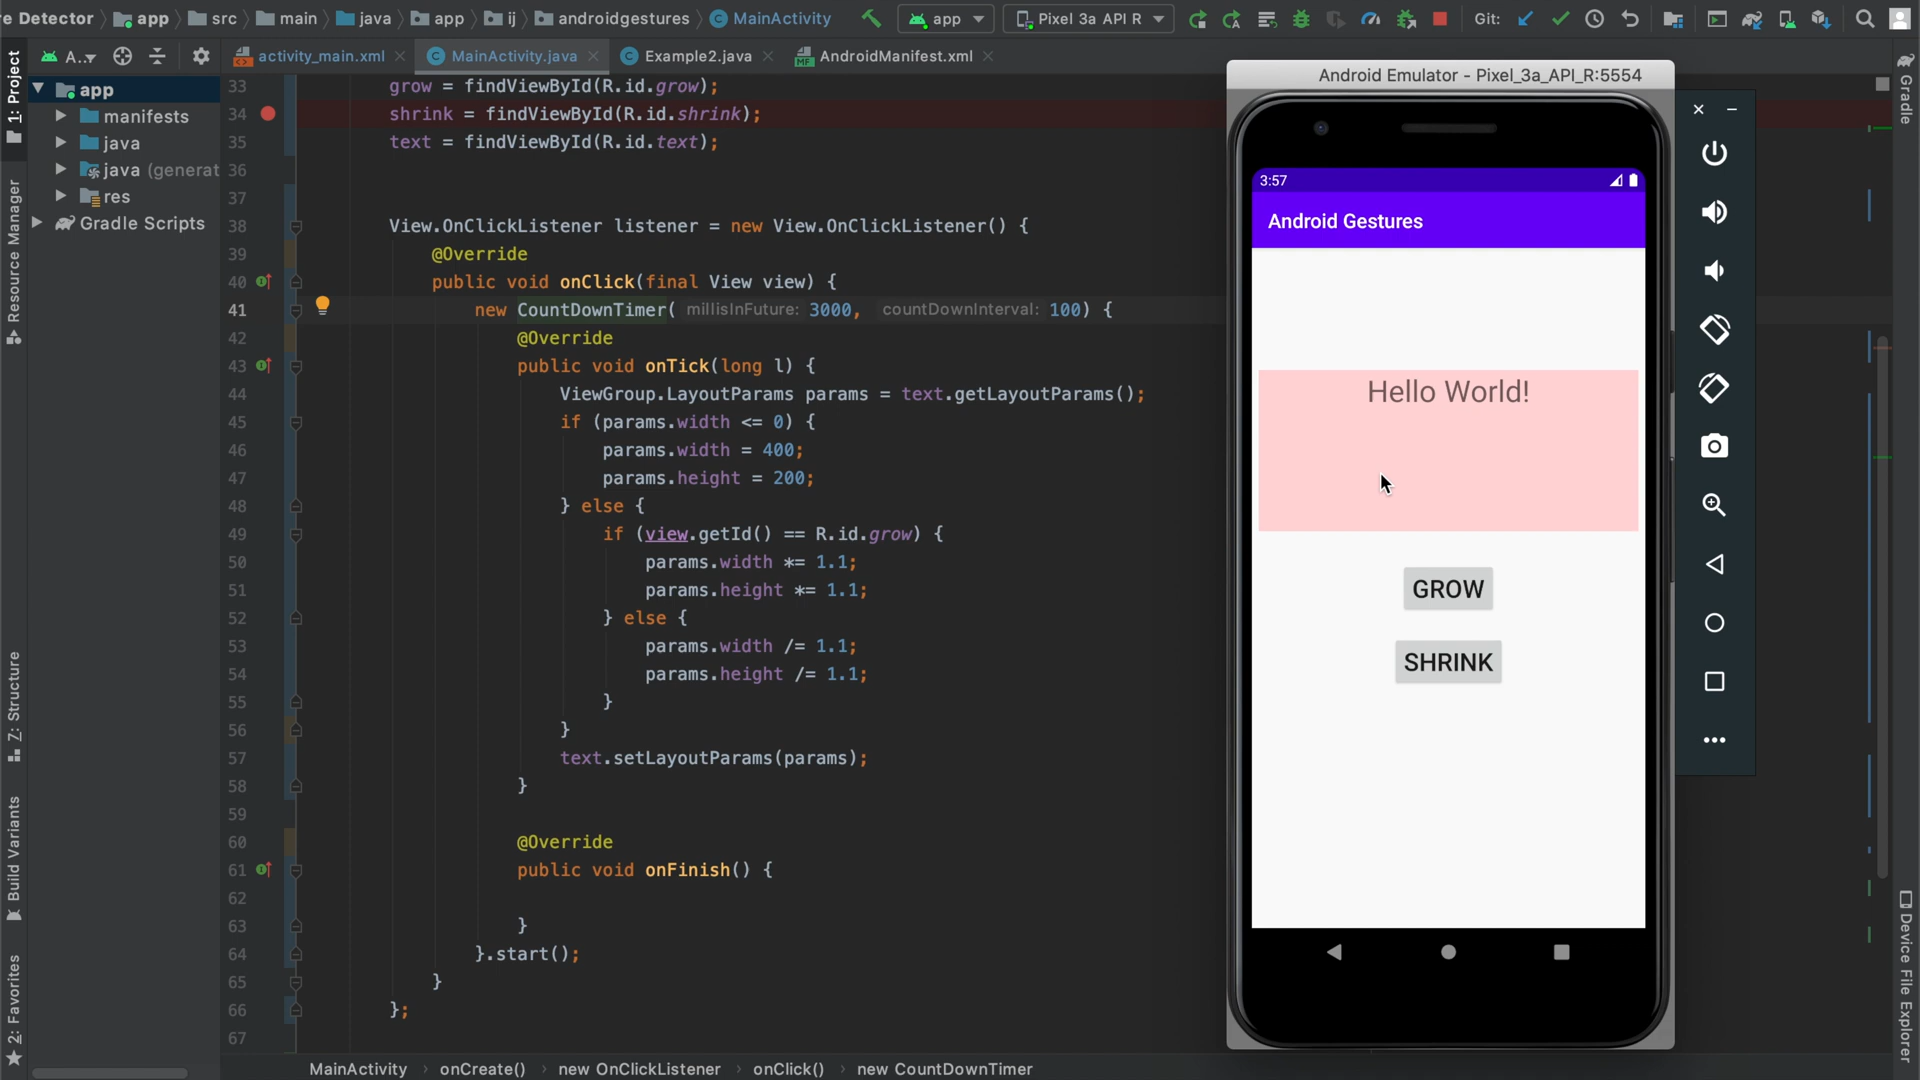 re Detector app src main java app ij androidgestures MainActivity app Pixel 3a API R Git:
1: Project
A.. activity_main.xml MainActivity.java Example2.java AndroidManifest.xml
app
manifests
java
java (generat
res
Gradle Scripts
Resource Manager
7: Structure
Build Variants
2: Favorites
33 grow = findViewById(R.id.grow);
34 shrink = findViewById(R.id.shrink);
35 text = findViewById(R.id.text);
36
37
38 View.OnClickListener listener = new View.OnClickListener() {
39 @Override
40 public void onClick(final View view) {
41 new CountDownTimer( millisInFuture: 3000, countDownInterval: 100) {
42 @Override
43 public void onTick(long l) {
44 ViewGroup.LayoutParams params = text.getLayoutParams();
45 if (params.width <= 0) {
46 params.width = 400;
47 params.height = 200;
48 } else {
49 if (view.getId() == R.id.grow) {
50 params.width *= 1.1;
51 params.height *= 1.1;
52 } else {
53 params.width /= 1.1;
54 params.height /= 1.1;
55 }
56 }
57 text.setLayoutParams(params);
58 }
59
60 @Override
61 public void onFinish() {
62
63 }
64 }.start();
65 }
66 };
67
MainActivity onCreate() new OnClickListener onClick() new CountDownTimer
Android Emulator - Pixel_3a_API_R:5554
3:57
Android Gestures
Hello World!
GROW
SHRINK
Gradle
Device File Explorer